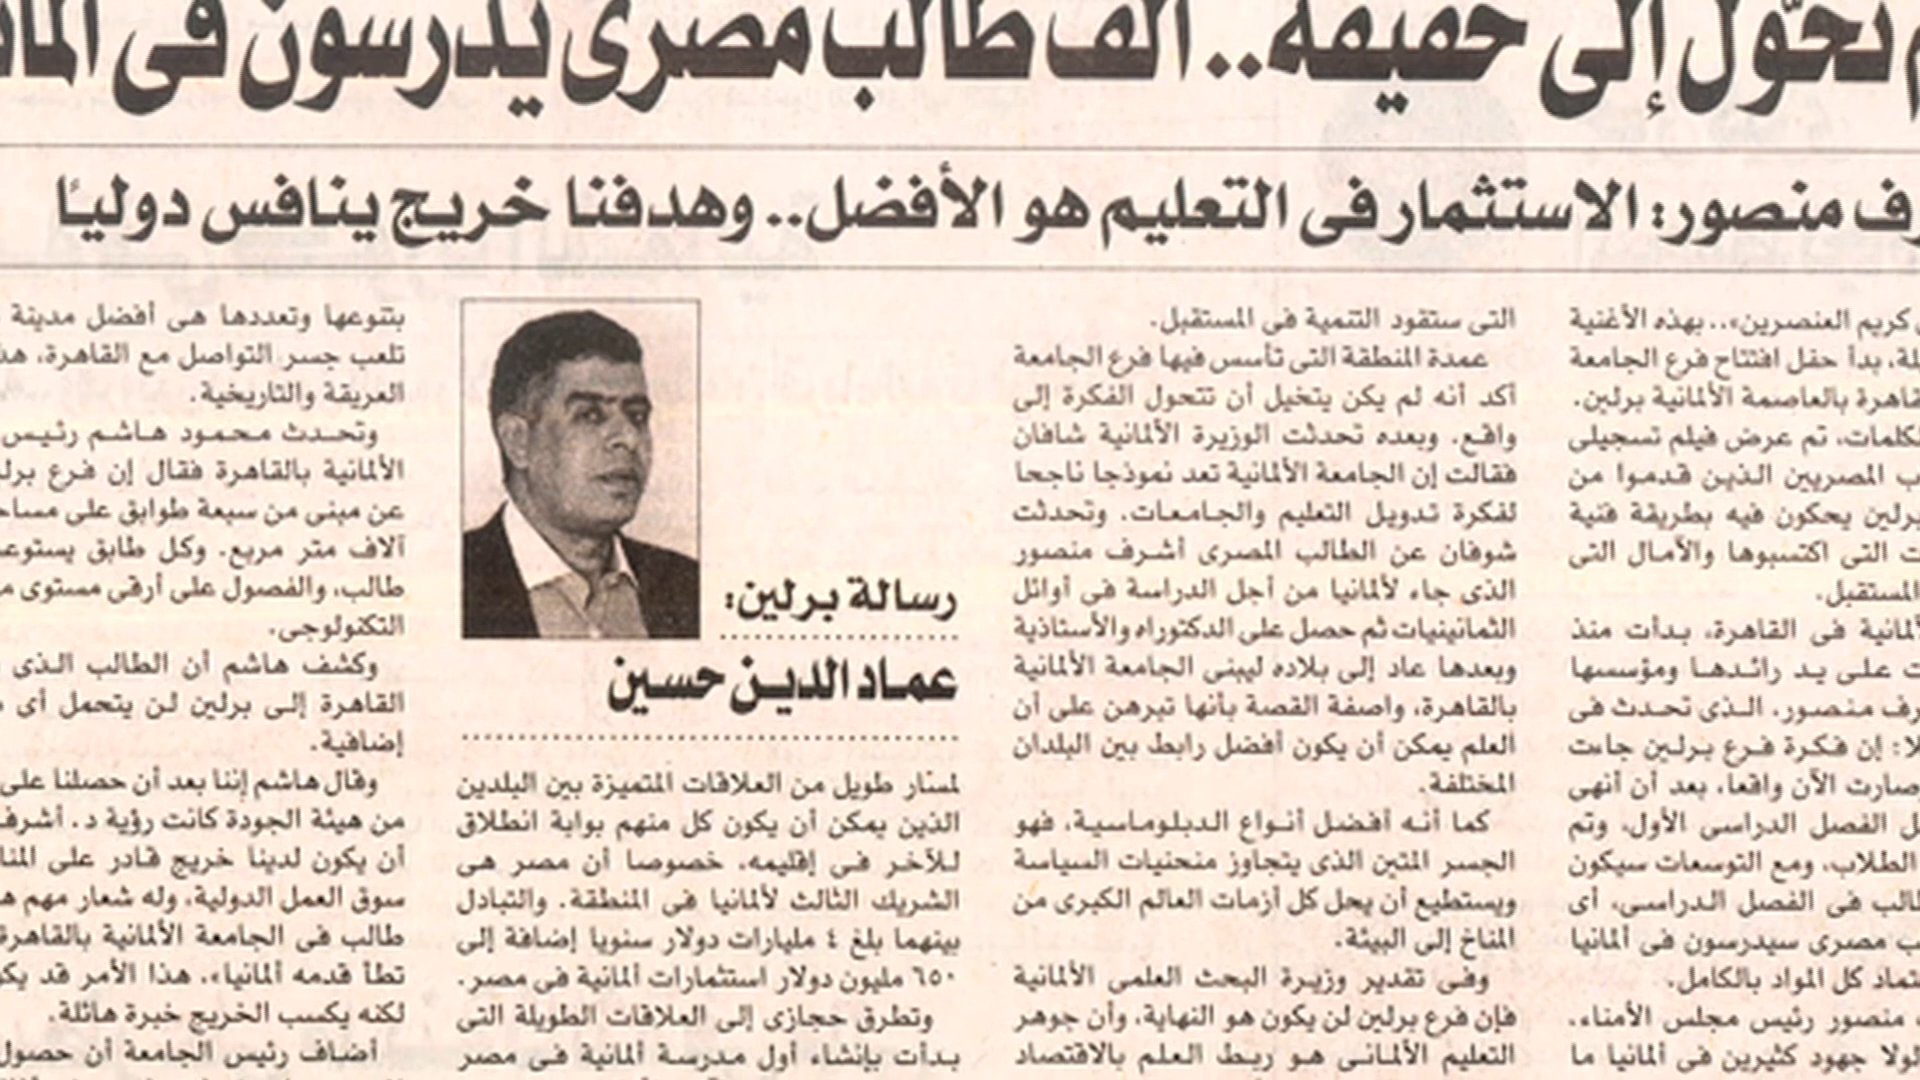 تحوّل إلى حقيقة.. ألف طالب مصرى يدرسون فى
منصور: الاستثمار فى التعليم هو الأفضل.. وهدفنا خريج ينافس دوليًا
كريم العنصرين».. بهذه الأغنية
بدأ حفل افتتاح فرع الجامعة
بالعاصمة الألمانية برلين.
تم عرض فيلم تسجيلى
المصريين الذين قدموا من
برلين يحكون فيه بطريقة فنية
التى اكتسبوها والآمال التى
المستقبل.
فى القاهرة، بدأت منذ
على يد رائدها ومؤسسها
منصور. الذى تحدث فى
إن فكرة فرع برلين جاءت
صارت الآن واقعا، بعد أن أنهى
الفصل الدراسى الأول، وتم
الطلاب، ومع التوسعات سيكون
فى الفصل الدراسى، أى
مصرى سيدرسون فى ألمانيا
كل المواد بالكامل.
منصور رئيس مجلس الأمناء،
جهود كثيرين فى ألمانيا ما
التى ستقود التنمية فى المستقبل.
عمدة المنطقة التى تأسس فيها فرع الجامعة
أكد أنه لم يكن يتخيل أن تتحول الفكرة إلى
واقع. وبعده تحدثت الوزيرة الألمانية شافان
فقالت إن الجامعة الألمانية تعد نموذجا ناجحا
لفكرة تدويل التعليم والجامعات. وتحدثت
شوفان عن الطالب المصرى أشرف منصور
الذى جاء لألمانيا من أجل الدراسة فى أوائل
الثمانينيات ثم حصل على الدكتوراه والأستاذية
وبعدها عاد إلى بلاده ليبنى الجامعة الألمانية
بالقاهرة، واصفة القصة بأنها تبرهن على أن
العلم يمكن أن يكون أفضل رابط بين البلدان
المختلفة.
كما أنه أفضل أنواع الدبلوماسية، فهو
الجسر المتين الذى يتجاوز منحنيات السياسة
ويستطيع أن يحل كل أزمات العالم الكبرى من
المناخ إلى البيئة.
وفى تقدير وزيرة البحث العلمى الألمانية
فإن فرع برلين لن يكون هو النهاية، وأن جوهر
التعليم الألمانى هو ربط العلم بالاقتصاد
رسالة برلين:
عماد الدين حسين
لمسار طويل من العلاقات المتميزة بين البلدين
الذين يمكن أن يكون كل منهم بوابة انطلاق
للآخر فى إقليمه، خصوصا أن مصر هى
الشريك الثالث لألمانيا فى المنطقة. والتبادل
بينهما بلغ ٤ مليارات دولار سنويا إضافة إلى
٦٥٠ مليون دولار استثمارات ألمانية فى مصر.
وتطرق حجازى إلى العلاقات الطويلة التى
بدأت بإنشاء أول مدرسة ألمانية فى مصر
بتنوعها وتعددها هى أفضل مدينة
تلعب جسر التواصل مع القاهرة،
العريقة والتاريخية.
وتحدث محمود هاشم رئيس
الألمانية بالقاهرة فقال إن فرع
عن مبنى من سبعة طوابق على
آلاف متر مربع. وكل طابق
طالب، والفصول على أرقى مستوى
التكنولوجى.
وكشف هاشم أن الطالب الذى
القاهرة إلى برلين لن يتحمل أى
إضافية.
وقال هاشم إننا بعد أن حصلنا على
من هيئة الجودة كانت رؤية د. أشرف
أن يكون لدينا خريج قادر على
سوق العمل الدولية، وله شعار مهم
طالب فى الجامعة الألمانية بالقاهرة
تطأ قدمه ألمانيا». هذا الأمر قد
لكنه يكسب الخريج خبرة هائلة.
أضاف رئيس الجامعة أن حصول